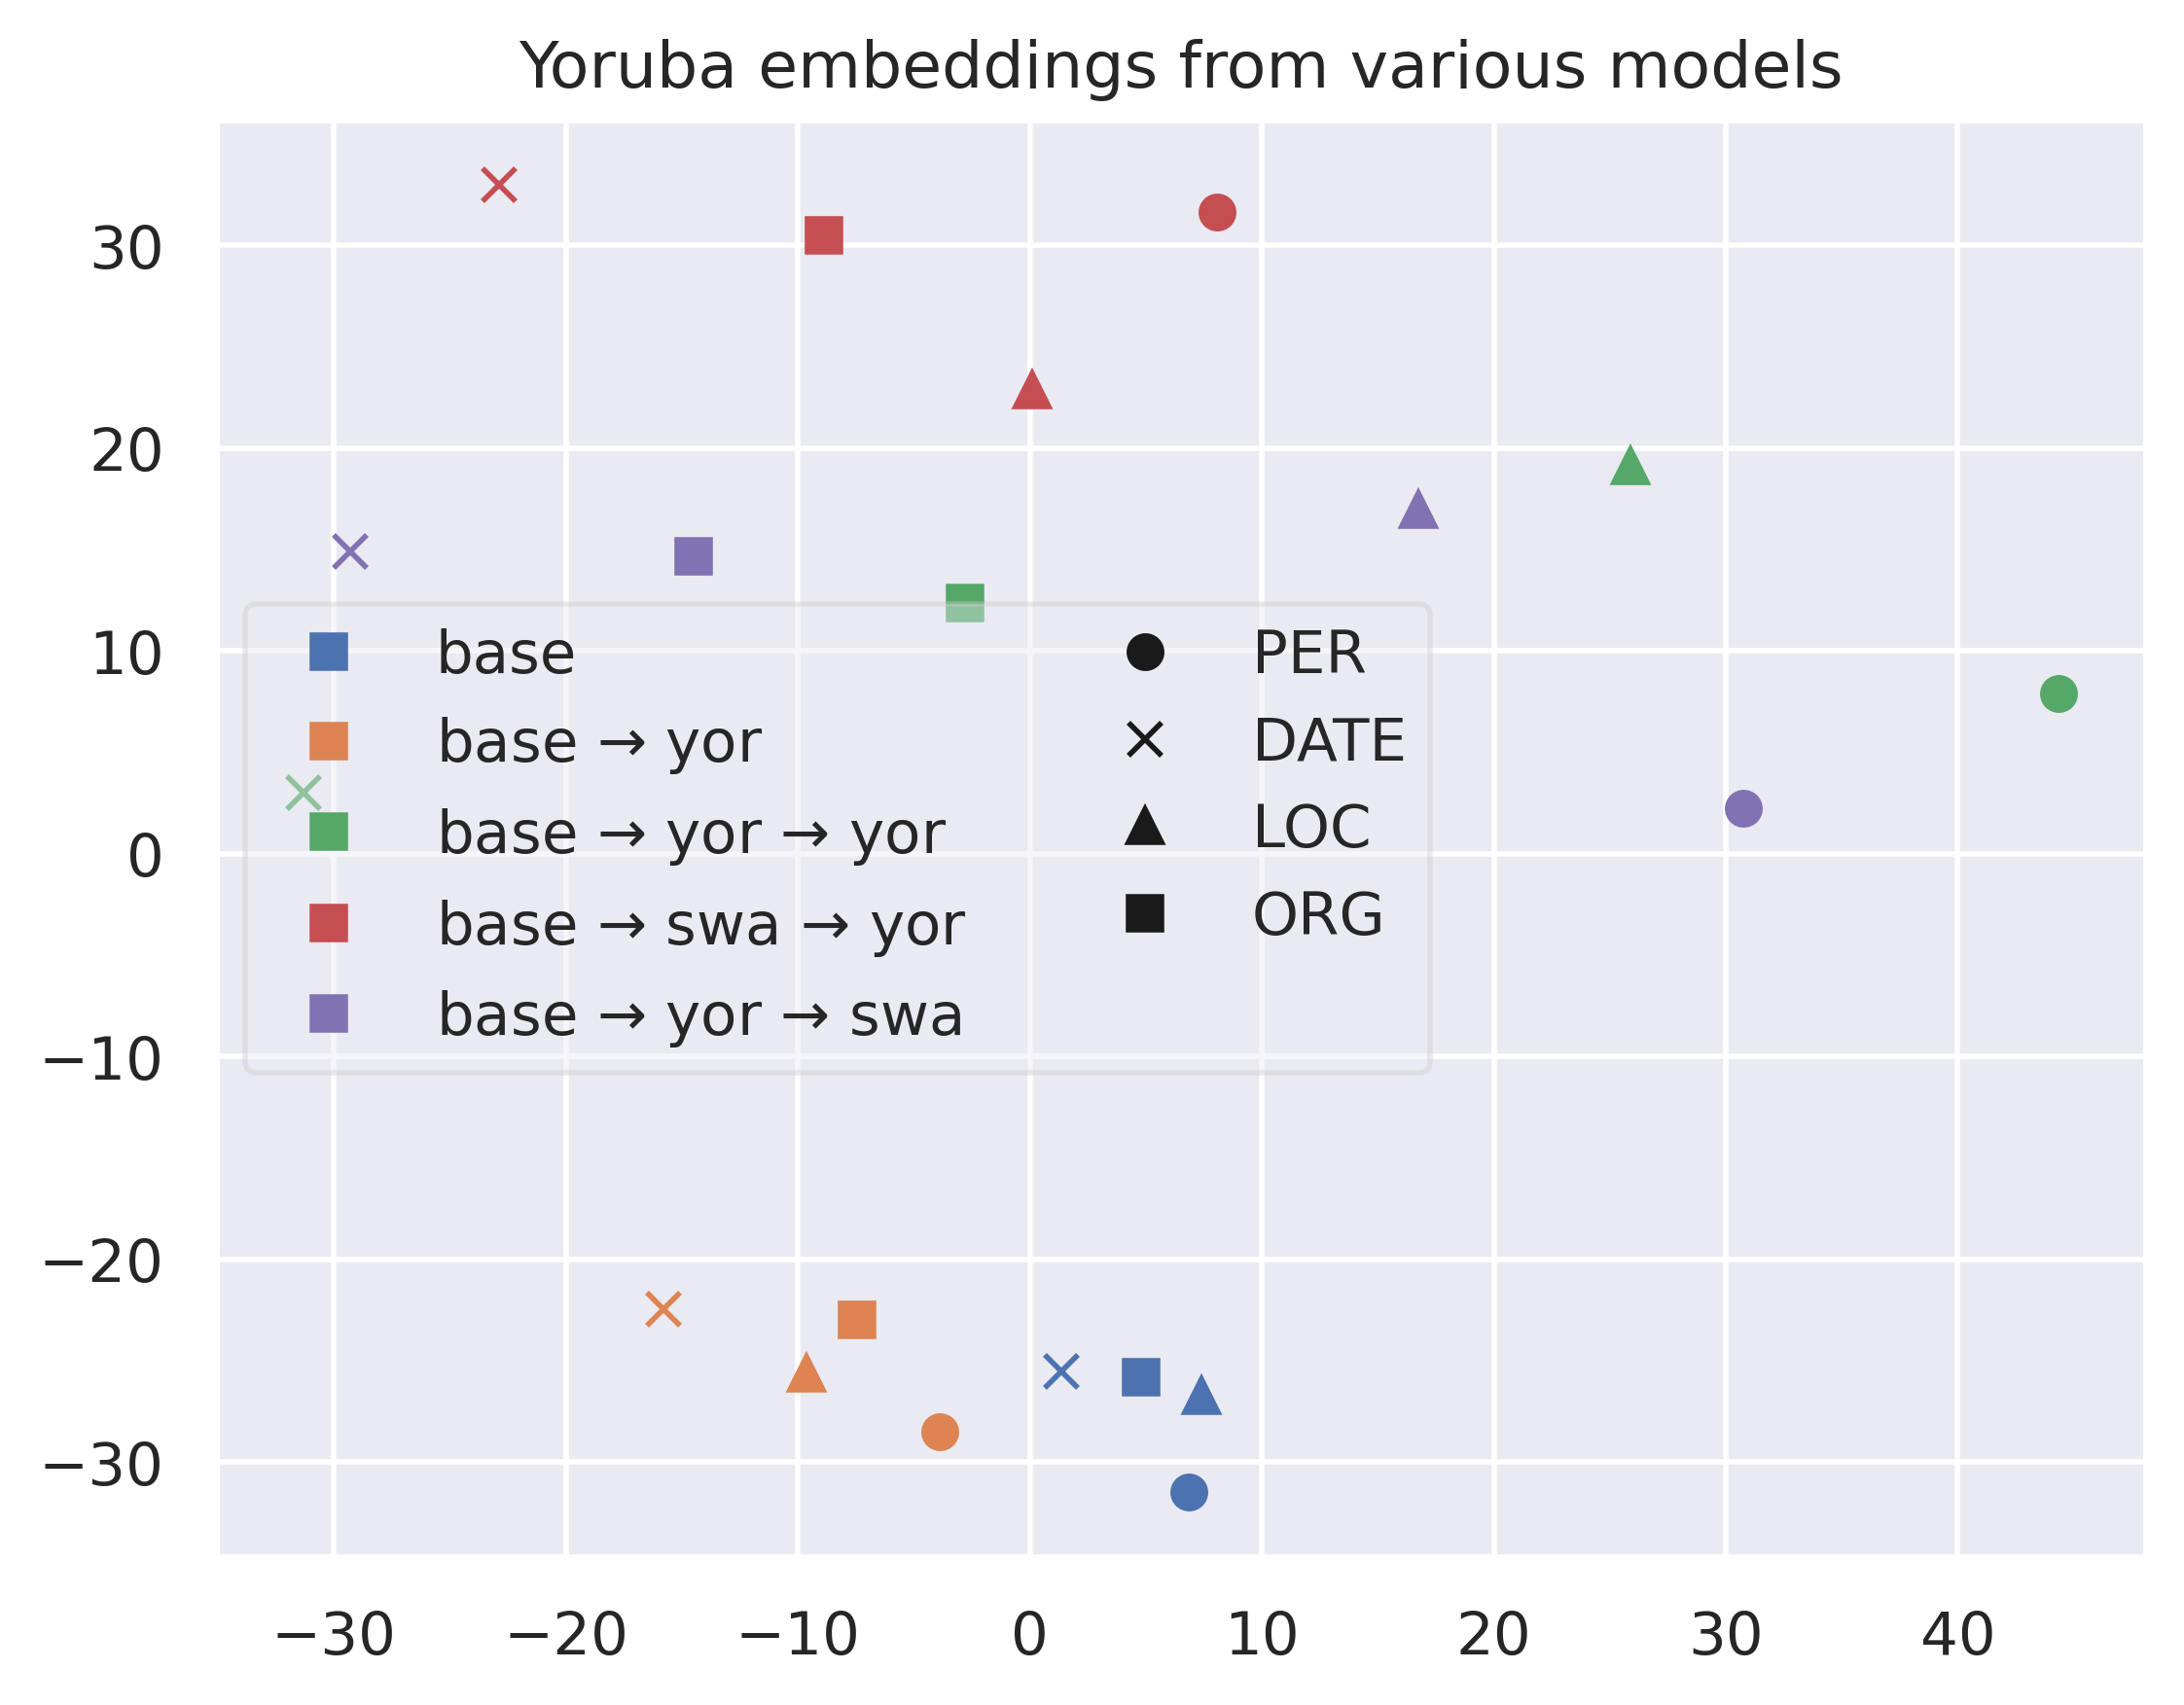 Yoruba embeddings from various models
30
20
10
0
−10
−20
−30
base
base → yor
base → yor → yor
base → swa → yor
base → yor → swa
PER
DATE
LOC
ORG
−30 −20 −10 0 10 20 30 40